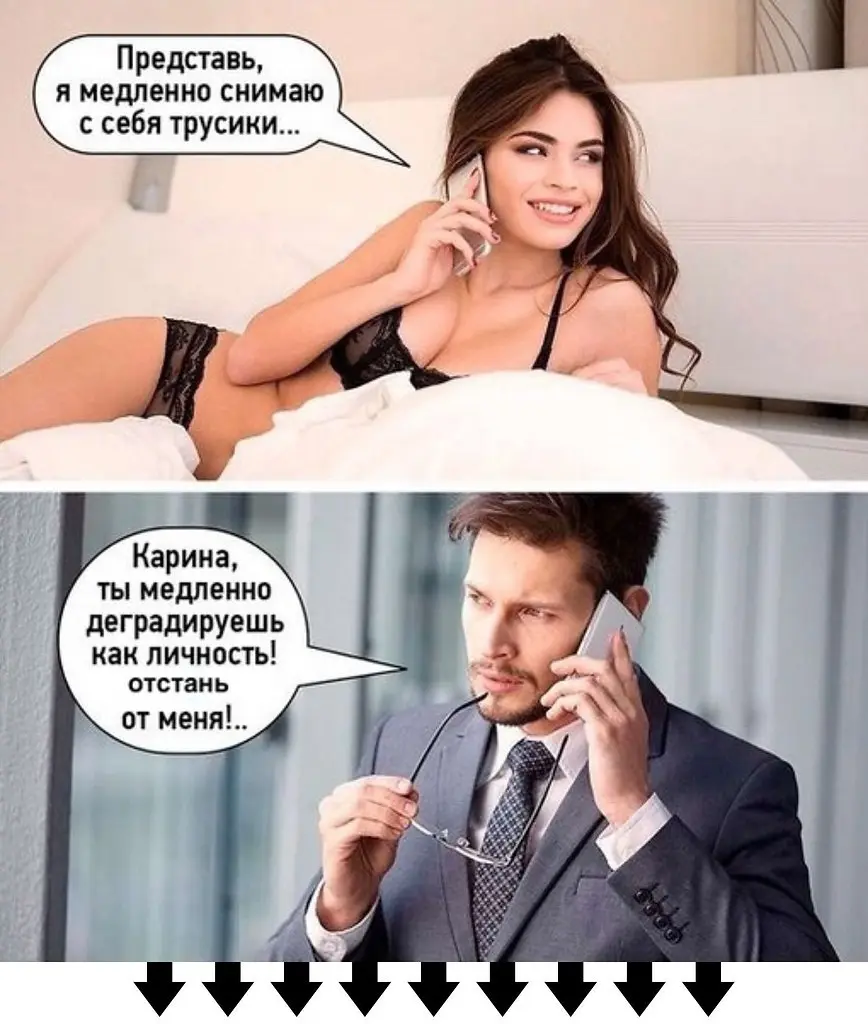 Представь,
я медленно снимаю
с себя трусики...
Карина,
ты медленно
деградируешь
как личность!
отстань
от меня!..